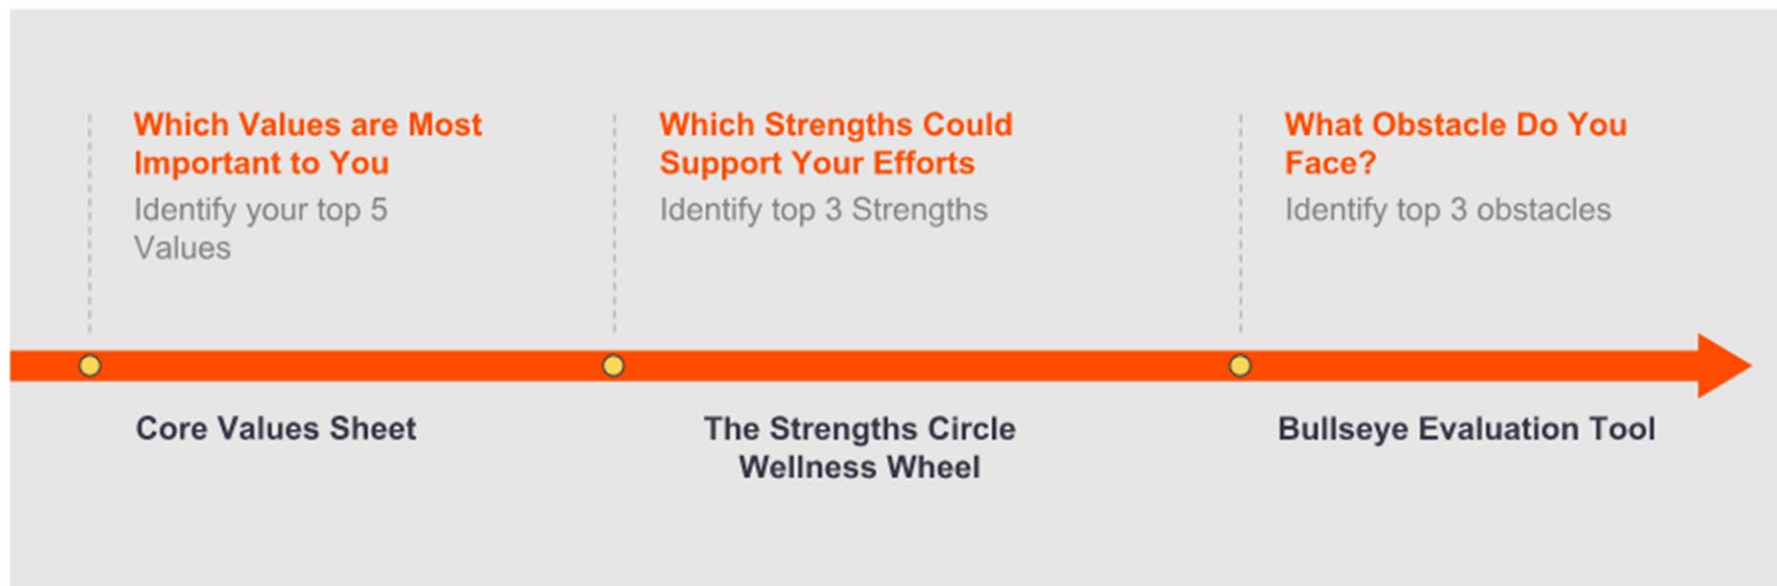 Which Values are Most
Important to You
Identify your top 5
Values
Which Strengths Could
Support Your Efforts
Identify top 3 Strengths
What Obstacle Do You
Face?
Identify top 3 obstacles
Core Values Sheet
The Strengths Circle
Wellness Wheel
Bullseye Evaluation Tool